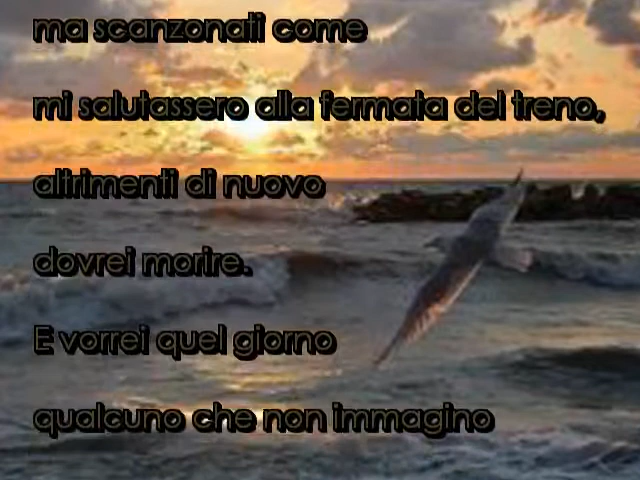 ma scanzonati come
mi salutassero alla fermata del treno,
altrimenti di nuovo
dovrei morire.
E vorrei quel giorno
qualcuno che non immagino